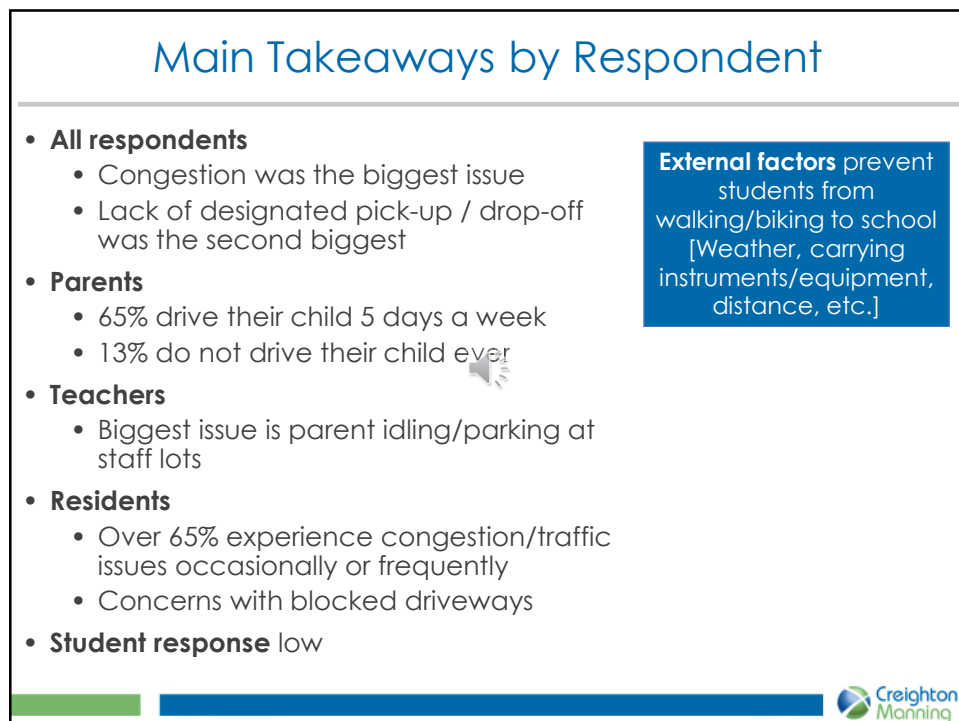 Main Takeaways by Respondent
• All respondents
• Congestion was the biggest issue
• Lack of designated pick-up / drop-off
was the second biggest
• Parents
• 65% drive their child 5 days a week
• 13% do not drive their child ever
• Teachers
• Biggest issue is parent idling/parking at
staff lots
• Residents
• Over 65% experience congestion/traffic
issues occasionally or frequently
• Concerns with blocked driveways
• Student response low
External factors prevent
students from
walking/biking to school
[Weather, carrying
instruments/equipment,
distance, etc.]
Creighton
Manning